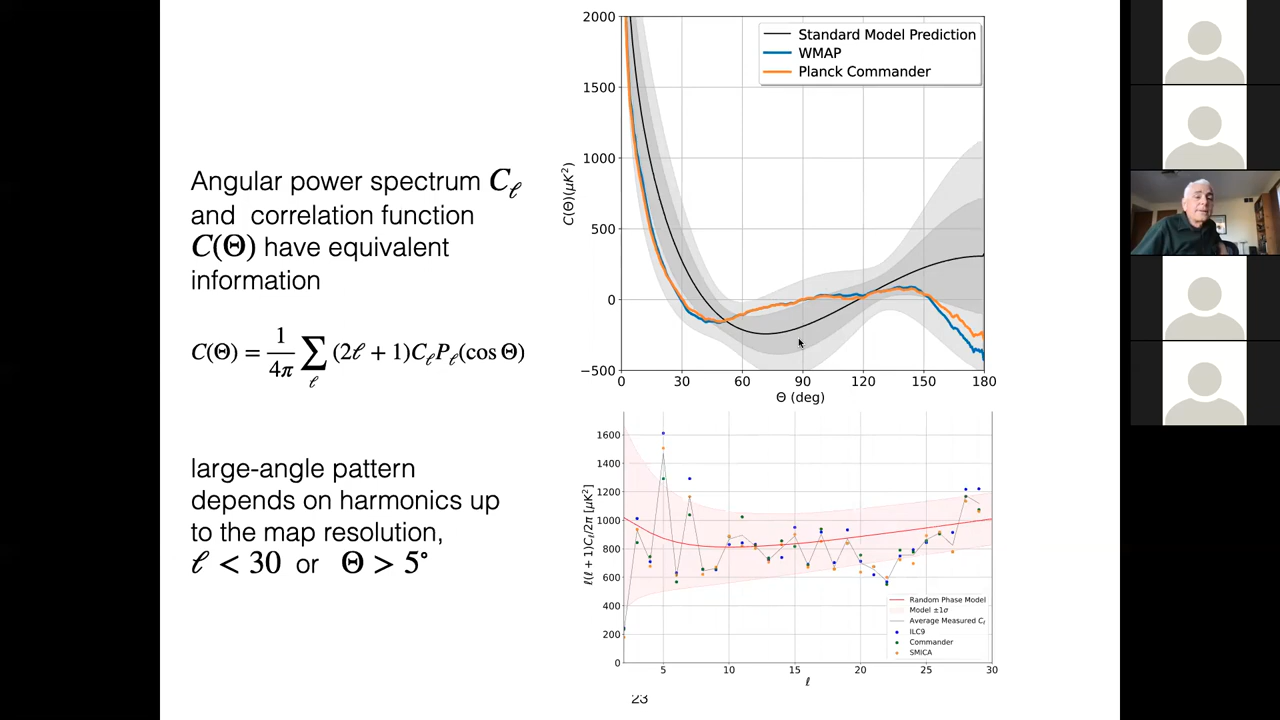 Angular power spectrum Cℓ
and correlation function
C(Θ) have equivalent
information
C(Θ) = 1/4π ∑ℓ (2ℓ + 1)CℓPℓ(cos Θ)
large-angle pattern
depends on harmonics up
to the map resolution,
ℓ < 30 or Θ > 5°
2000
1500
1000
500
0
−500
C(Θ)(μK²)
Standard Model Prediction
WMAP
Planck Commander
0 30 60 90 120 150 180
Θ (deg)
1600
1400
1200
1000
800
600
400
200
0
ℓ(ℓ + 1)Cℓ/2π [μK²]
Random Phase Model
Model ±1σ
Average Measured Cℓ
ILC9
Commander
SMICA
5 10 15 20 25 30
ℓ
23